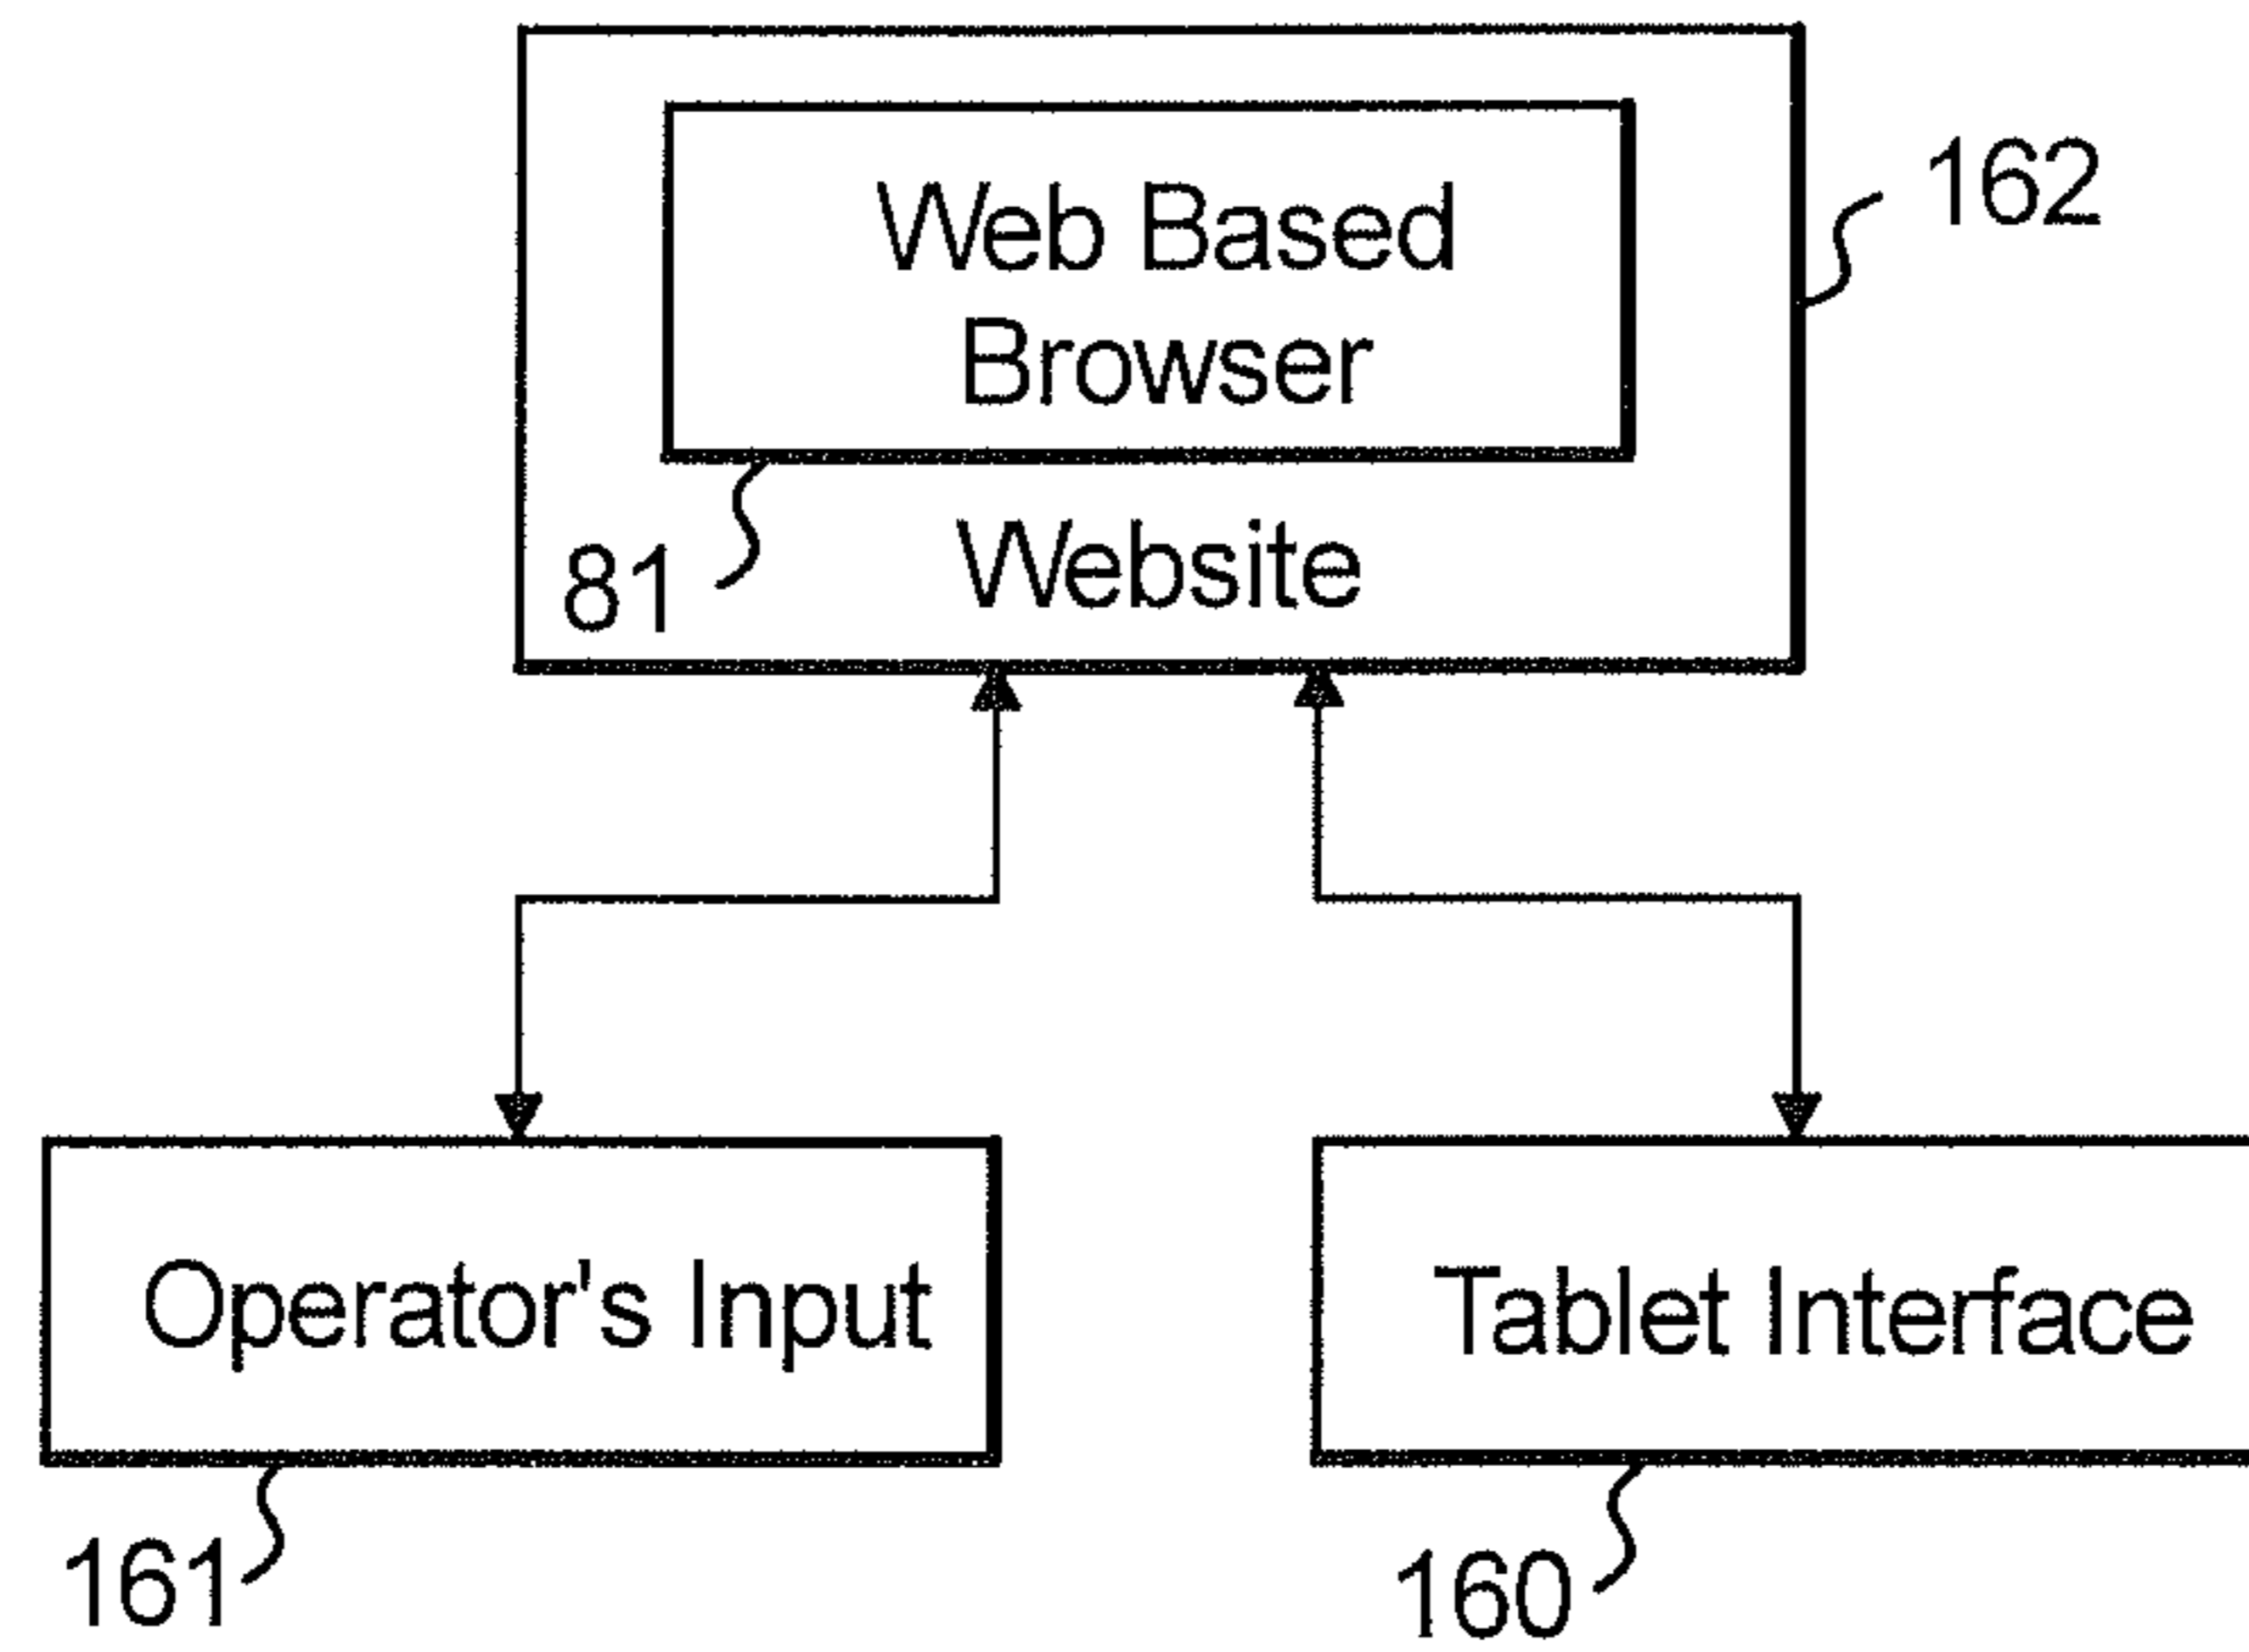 Web Based
Browser
162
81
Website
Operator's Input
Tablet Interface
161
160